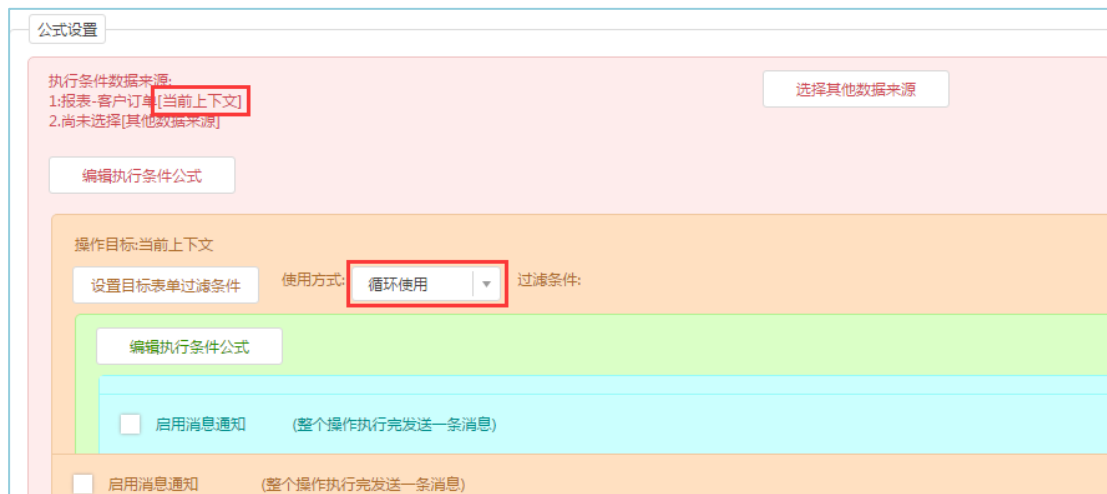 公式设置
执行条件数据来源:
1:报表-客户订单[当前上下文]
选择其他数据来源
2.尚未选择[其他数据来源]
编辑执行条件公式
操作目标:当前上下文
设置目标表单过滤条件 使用方式: 循环使用 过滤条件:
编辑执行条件公式
启用消息通知 (整个操作执行完发送一条消息)
启用消息通知 (整个操作执行完发送一条消息)